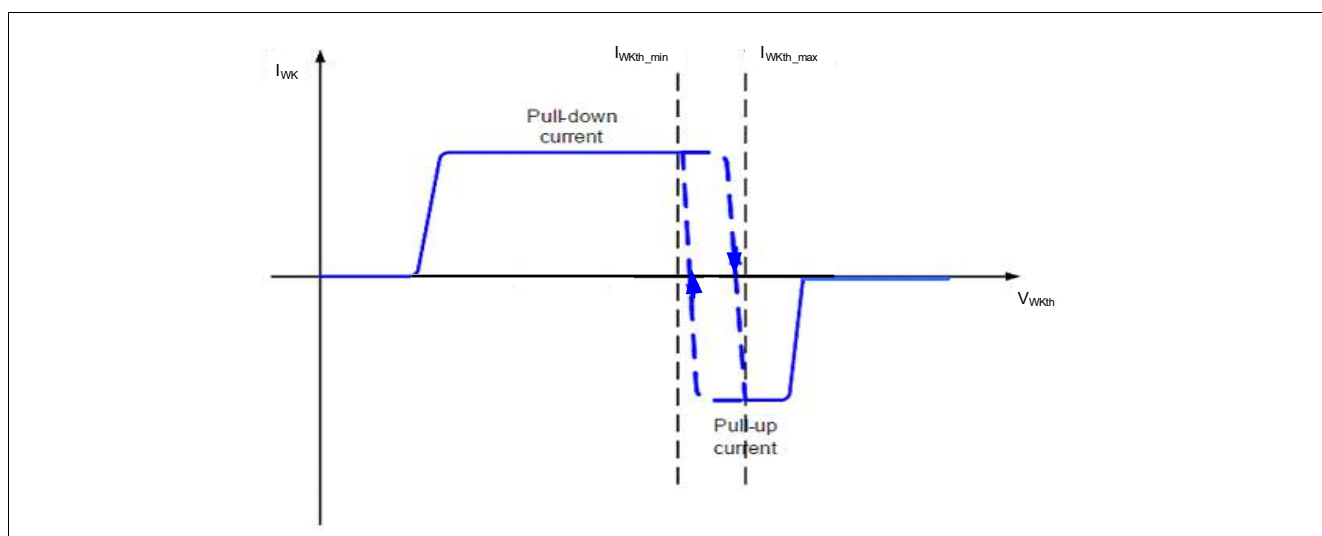 I_WKth_min
I_WKth_max
I_WK
Pull-down
current
V_WKth
Pull-up
current